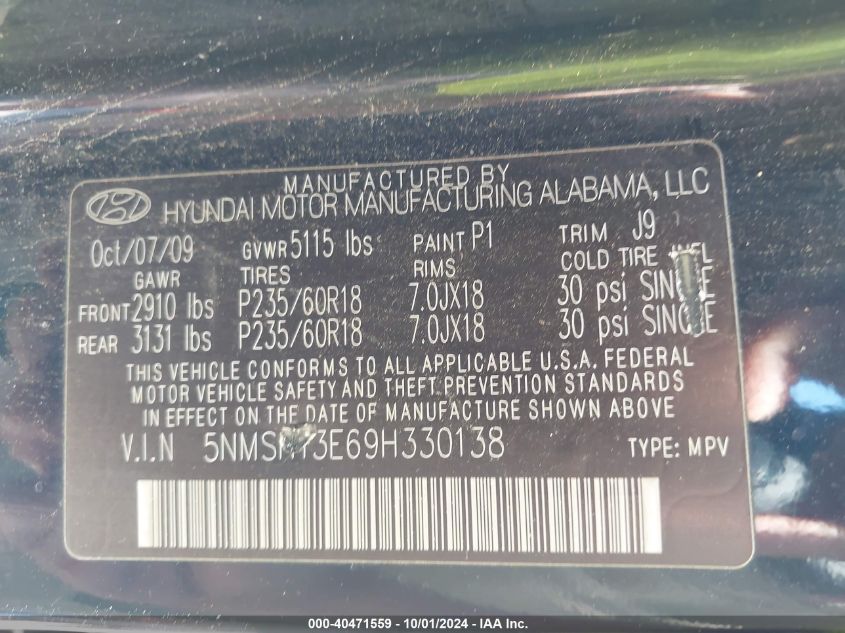 MANUFACTURED BY
HYUNDAI MOTOR MANUFACTURING ALABAMA, LLC
Oct/07/09 GVWR 5115 lbs PAINT P1 TRIM J9
GAWR TIRES RIMS COLD TIRE INFL
FRONT 2910 lbs P235/60R18 7.0JX18 30 psi SINGLE
REAR 3131 lbs P235/60R18 7.0JX18 30 psi SINGLE
THIS VEHICLE CONFORMS TO ALL APPLICABLE U.S.A. FEDERAL
MOTOR VEHICLE SAFETY AND THEFT PREVENTION STANDARDS
IN EFFECT ON THE DATE OF MANUFACTURE SHOWN ABOVE.
V.I.N TYPE: MPV
000-40471559 - 10/01/2024 - IAA Inc.